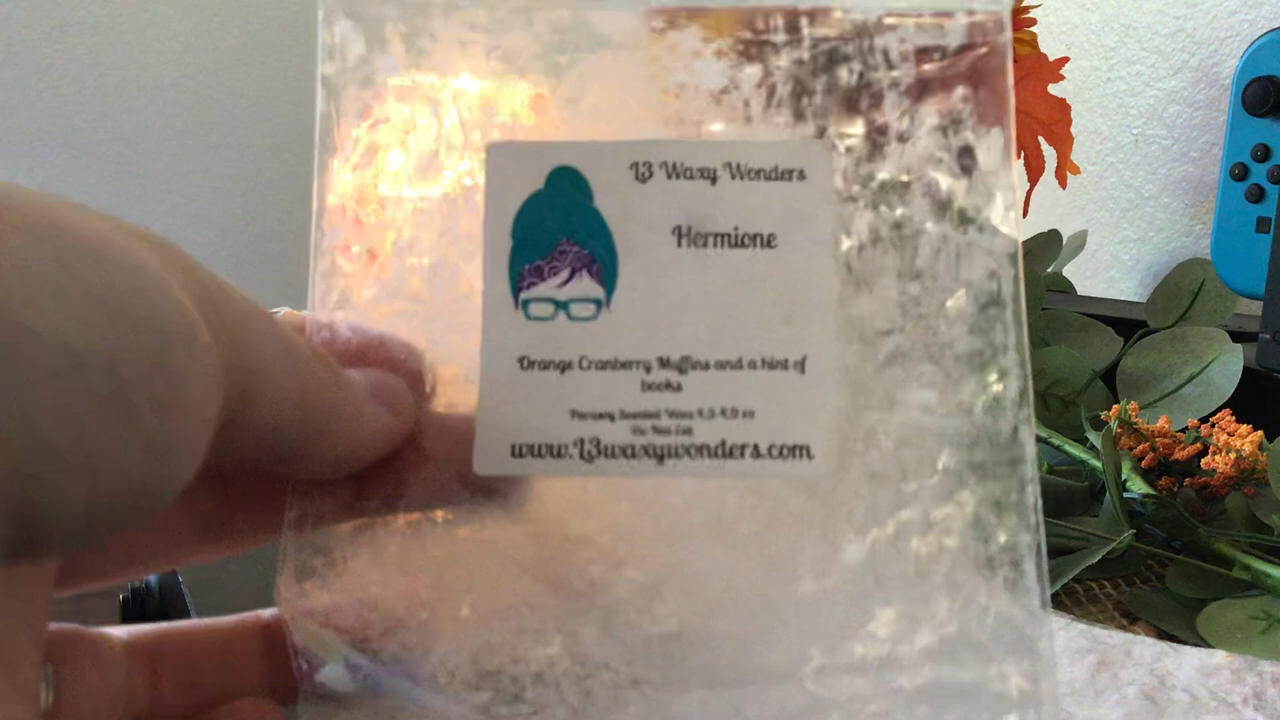 L3 Waxy Wonders
Hermione
Orange Cranberry Muffins and a hint of
books
www.L3waxywonders.com